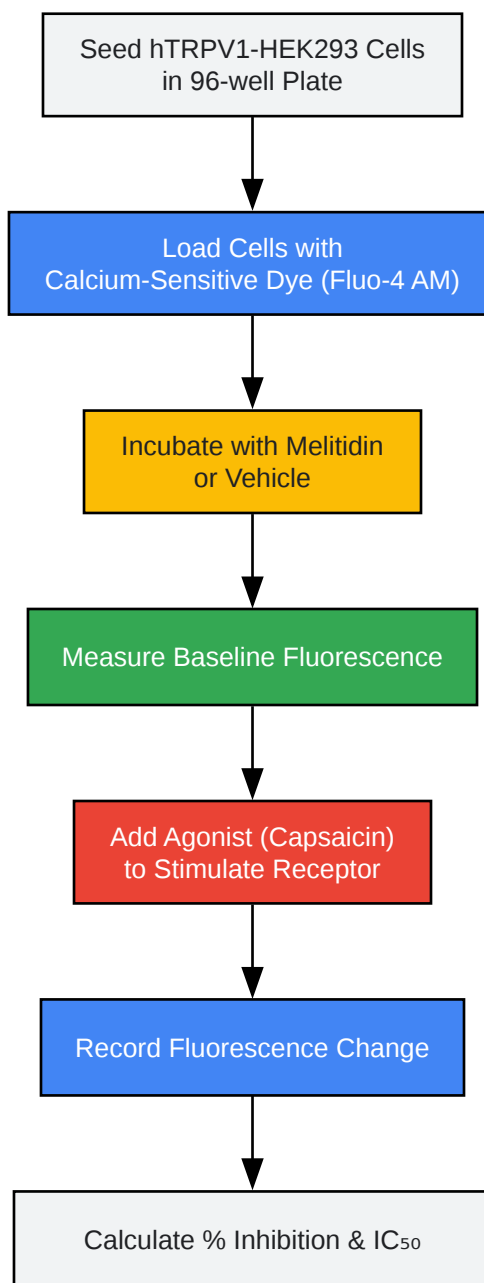 Seed hTRPV1-HEK293 Cells
in 96-well Plate
Load Cells with
Calcium-Sensitive Dye (Fluo-4 AM)
Incubate with Melitidin
or Vehicle
Measure Baseline Fluorescence
Add Agonist (Capsaicin)
to Stimulate Receptor
Record Fluorescence Change
Calculate % Inhibition & IC₅₀